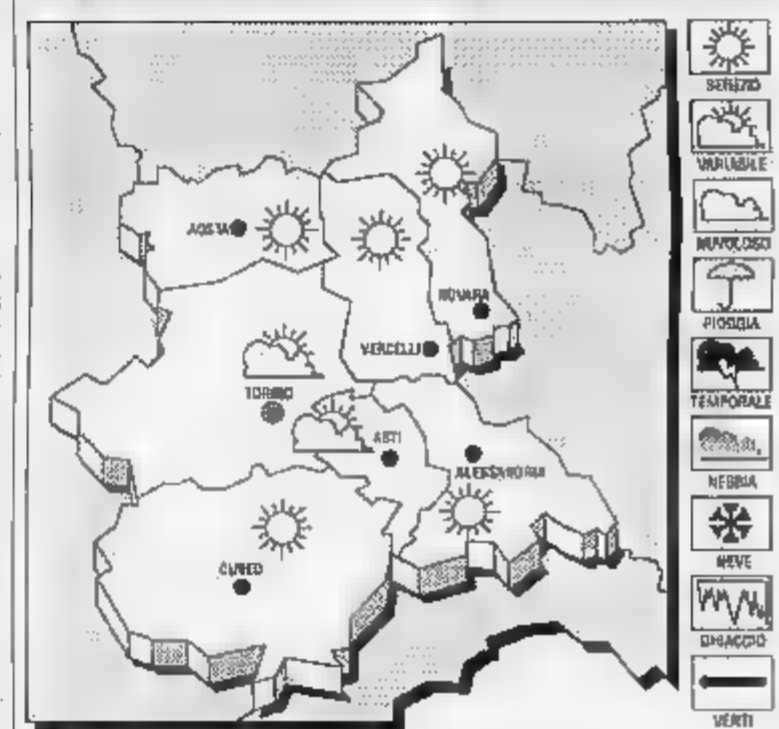 SERENO
VARIABILE
NUVOLOSO
PIOGGIA
TEMPORALE
NEBBIA
NEVE
GHIACCIO
VENTI
AOSTA
NOVARA
VERCELLI
TORINO
ASTI
ALESSANDRIA
CUNEO